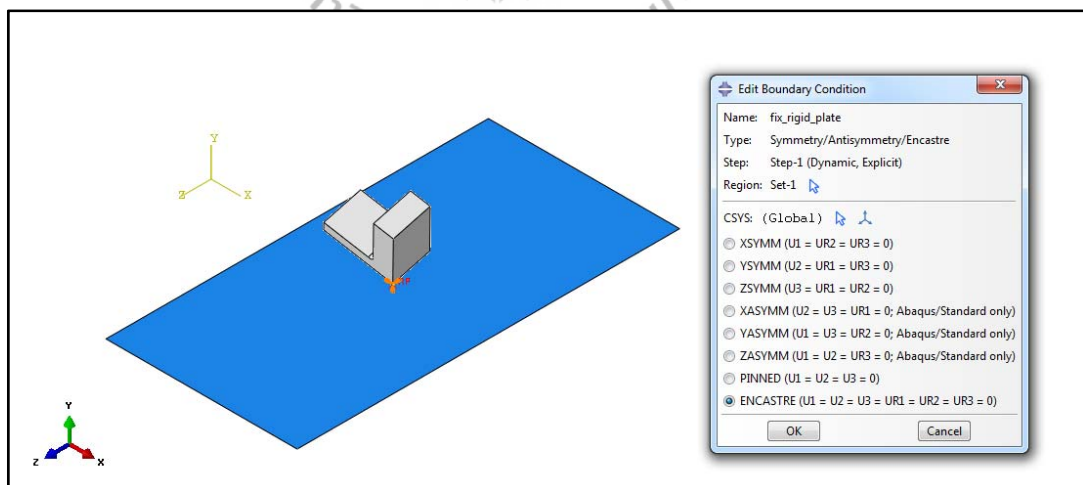 Edit Boundary Condition
Name: fix_rigid_plate
Type: Symmetry/Antisymmetry/Encastre
Step: Step-1 (Dynamic, Explicit)
Region: Set-1
CSYS: (Global)
XSYMM (U1 = UR2 = UR3 = 0)
YSYMM (U2 = UR1 = UR3 = 0)
ZSYMM (U3 = UR1 = UR2 = 0)
XASYMM (U2 = U3 = UR1 = 0; Abaqus/Standard only)
YASYMM (U1 = U3 = UR2 = 0; Abaqus/Standard only)
ZASYMM (U1 = U2 = UR3 = 0; Abaqus/Standard only)
PINNED (U1 = U2 = U3 = 0)
ENCASTRE (U1 = U2 = U3 = UR1 = UR2 = UR3 = 0)
OK Cancel
Y
Z X
Y
Z X